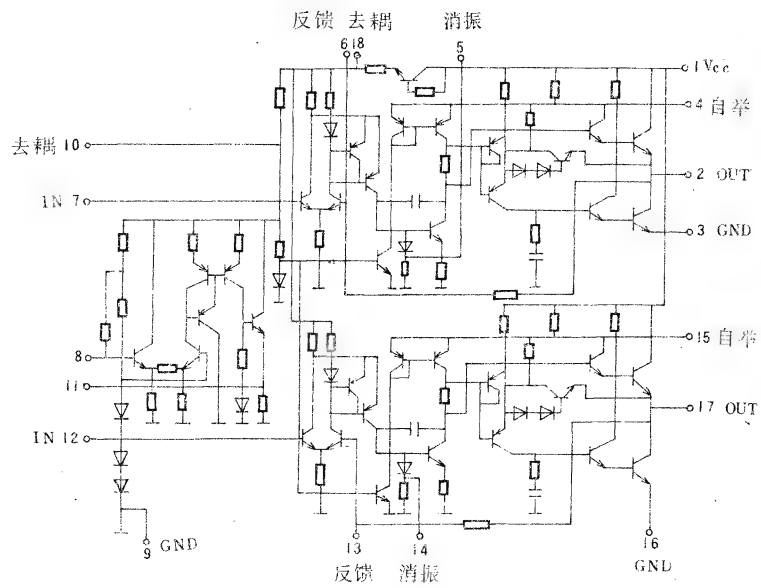 反馈 去耦 消振
6 18 5
1 Vcc
4 自举
去耦 10
2 OUT
IN 7
3 GND
15 自举
8
11
17 OUT
IN 12
9 GND
13 14
16
反馈 消振
GND